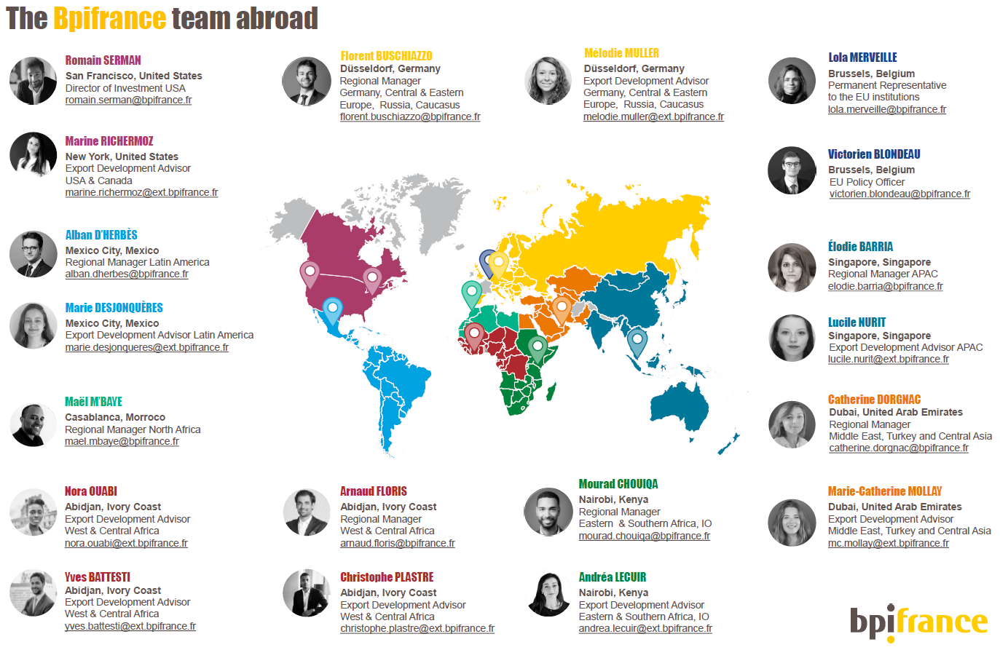 The Bpifrance team abroad
Romain SERMAN
San Francisco, United States
Director of Investment USA
romain.serman@bpifrance.fr
Florent BUSCHIAZZO
Düsseldorf, Germany
Regional Manager
Germany, Central & Eastern
Europe, Russia, Caucasus
florent.buschiazzo@bpifrance.fr
Mélodie MULLER
Düsseldorf, Germany
Export Development Advisor
Germany, Central & Eastern
Europe, Russia, Caucasus
melodie.muller@ext.bpifrance.fr
Lola MERVEILLE
Brussels, Belgium
Permanent Representative
to the EU institutions
lola.merveille@bpifrance.fr
Marine RICHERMOZ
New York, United States
Export Development Advisor
USA & Canada
marine.richermoz@ext.bpifrance.fr
Victorien BLONDEAU
Brussels, Belgium
EU Policy Officer
victorien.blondeau@bpifrance.fr
Alban D'HERBÈS
Mexico City, Mexico
Regional Manager Latin America
alban.dherbes@bpifrance.fr
Élodie BARRIA
Singapore, Singapore
Regional Manager APAC
elodie.barria@bpifrance.fr
Marie DESJONQUÈRES
Mexico City, Mexico
Export Development Advisor Latin America
marie.desjonqueres@ext.bpifrance.fr
Lucile NURIT
Singapore, Singapore
Export Development Advisor APAC
lucile.nurit@ext.bpifrance.fr
Maël M'BAYE
Casablanca, Morroco
Regional Manager North Africa
mael.mbaye@bpifrance.fr
Catherine DORGNAC
Dubai, United Arab Emirates
Regional Manager
Middle East, Turkey and Central Asia
catherine.dorgnac@bpifrance.fr
Nora OUABI
Abidjan, Ivory Coast
Export Development Advisor
West & Central Africa
nora.ouabi@ext.bpifrance.fr
Arnaud FLORIS
Abidjan, Ivory Coast
Regional Manager
West & Central Africa
arnaud.floris@bpifrance.fr
Mourad CHOUIQA
Nairobi, Kenya
Regional Manager
Eastern & Southern Africa, IO
mourad.chouiqa@bpifrance.fr
Marie-Catherine MOLLAY
Dubai, United Arab Emirates
Export Development Advisor
Middle East, Turkey and Central Asia
mc.mollay@ext.bpifrance.fr
Yves BATTESTI
Abidjan, Ivory Coast
Export Development Advisor
West & Central Africa
yves.battesti@ext.bpifrance.fr
Christophe PLASTRE
Abidjan, Ivory Coast
Export Development Advisor
West & Central Africa
christophe.plastre@ext.bpifrance.fr
Andréa LECUIR
Nairobi, Kenya
Export Development Advisor
Eastern & Southern Africa, IO
andrea.lecuir@ext.bpifrance.fr
bpifrance